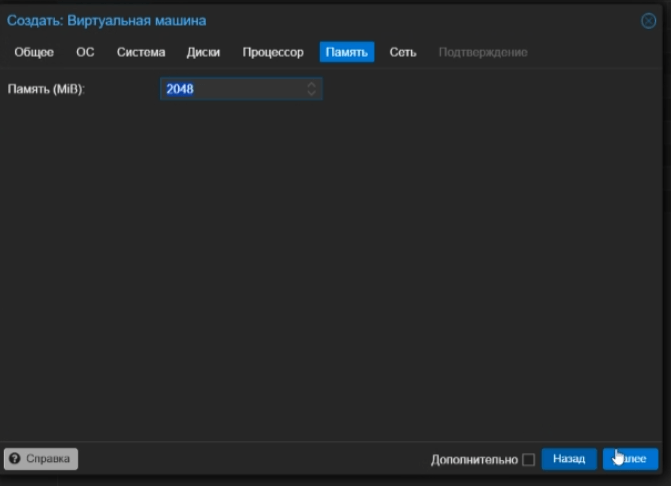 Создать: Виртуальная машина
Общее ОС Система Диски Процессор Память Сеть Подтверждение
Память (MiB): 2048
Справка Дополнительно Назад